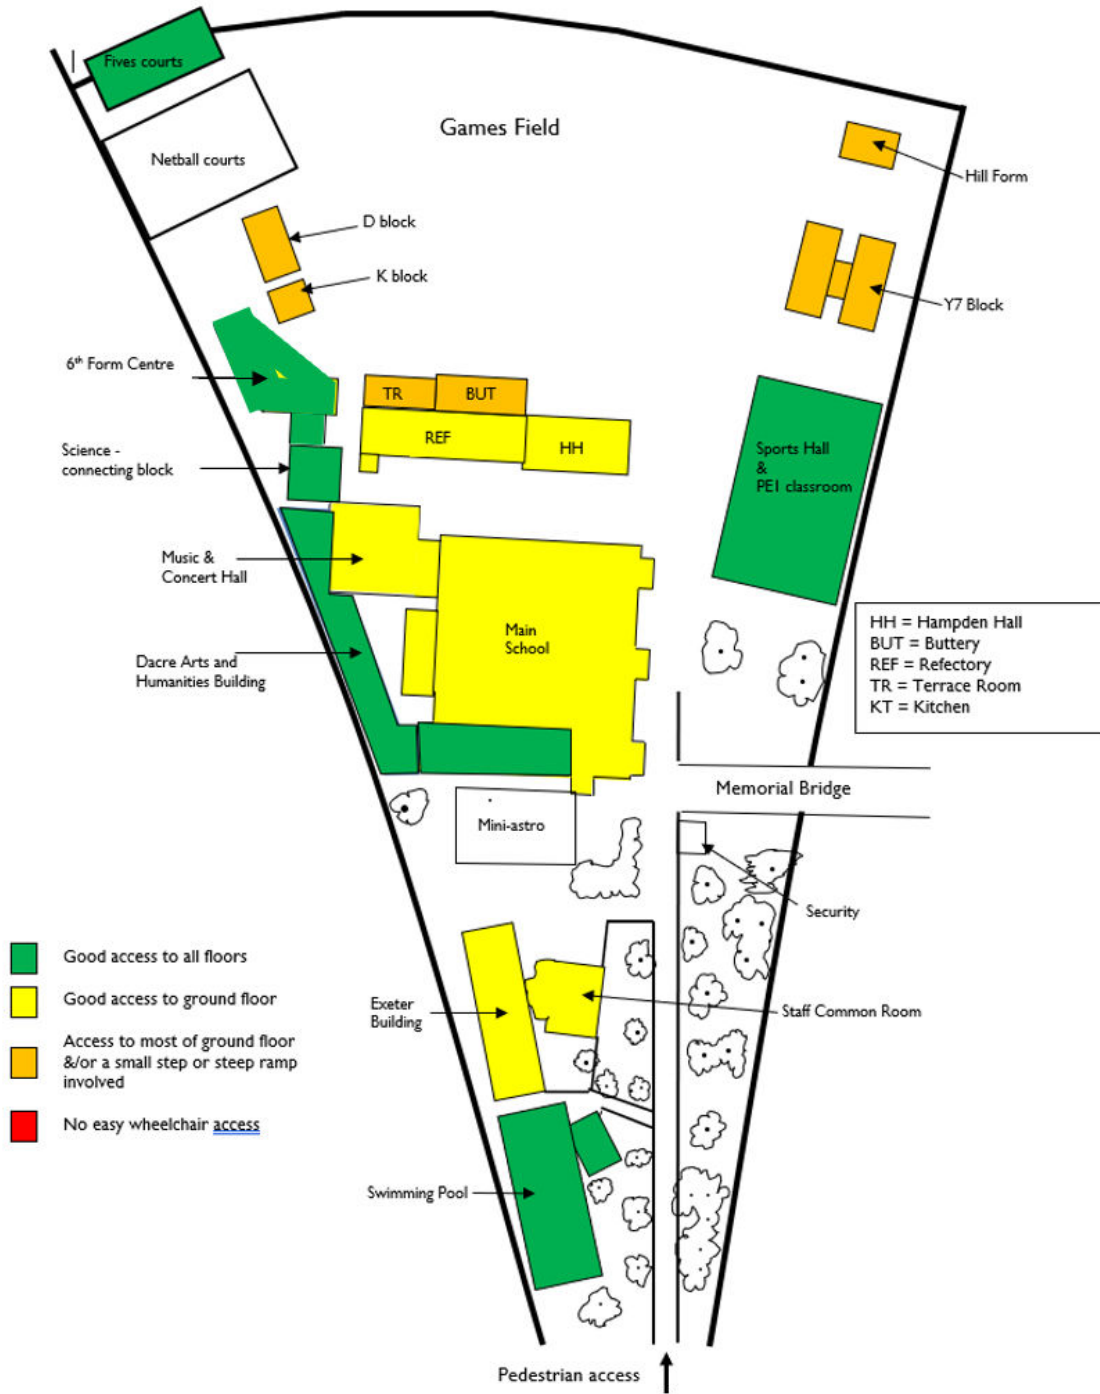 Fives courts
Games Field
Netball courts
Hill Form
D block
K block
Y7 Block
6th Form Centre
TR
BUT
REF
HH
Sports Hall
&
PE1 classroom
Science -
connecting block
Music &
Concert Hall
Main
School
Dacre Arts and
Humanities Building
HH = Hampden Hall
BUT = Buttery
REF = Refectory
TR = Terrace Room
KT = Kitchen
Memorial Bridge
Mini-astro
Security
Good access to all floors
Good access to ground floor
Access to most of ground floor
&/or a small step or steep ramp
involved
No easy wheelchair access
Exeter
Building
Staff Common Room
Swimming Pool
Pedestrian access